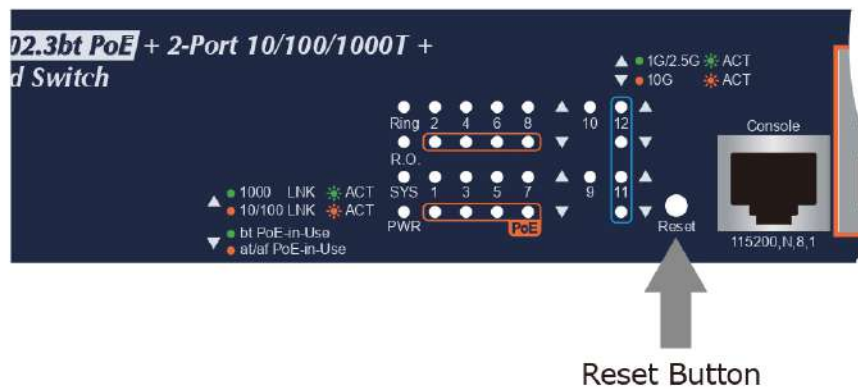 02.3bt PoE + 2-Port 10/100/1000T +
d Switch
▲ 1G/2.5G ACT
▼ 10G ACT
Ring 2 4 6 8 ▲ 10 12 ▲
R.O. ▼ ▼
SYS 1 3 5 7 ▲ 9 11 ▲
PWR PoE ▼ ▼
▲ 1000 LNK ACT
10/100 LNK ACT
▼ bt PoE-in-Use
at/af PoE-in-Use
Reset
Console
115200,N,8,1
Reset Button